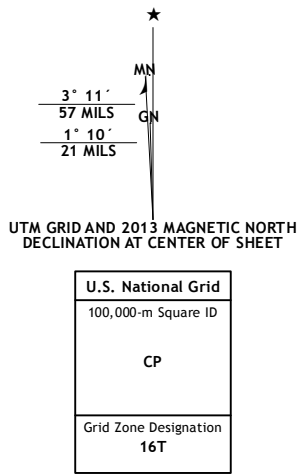 ★
MN
3° 11´
57 MILS
GN
1° 10´
21 MILS
UTM GRID AND 2013 MAGNETIC NORTH
DECLINATION AT CENTER OF SHEET
U.S. National Grid
100,000-m Square ID
CP
Grid Zone Designation
16T